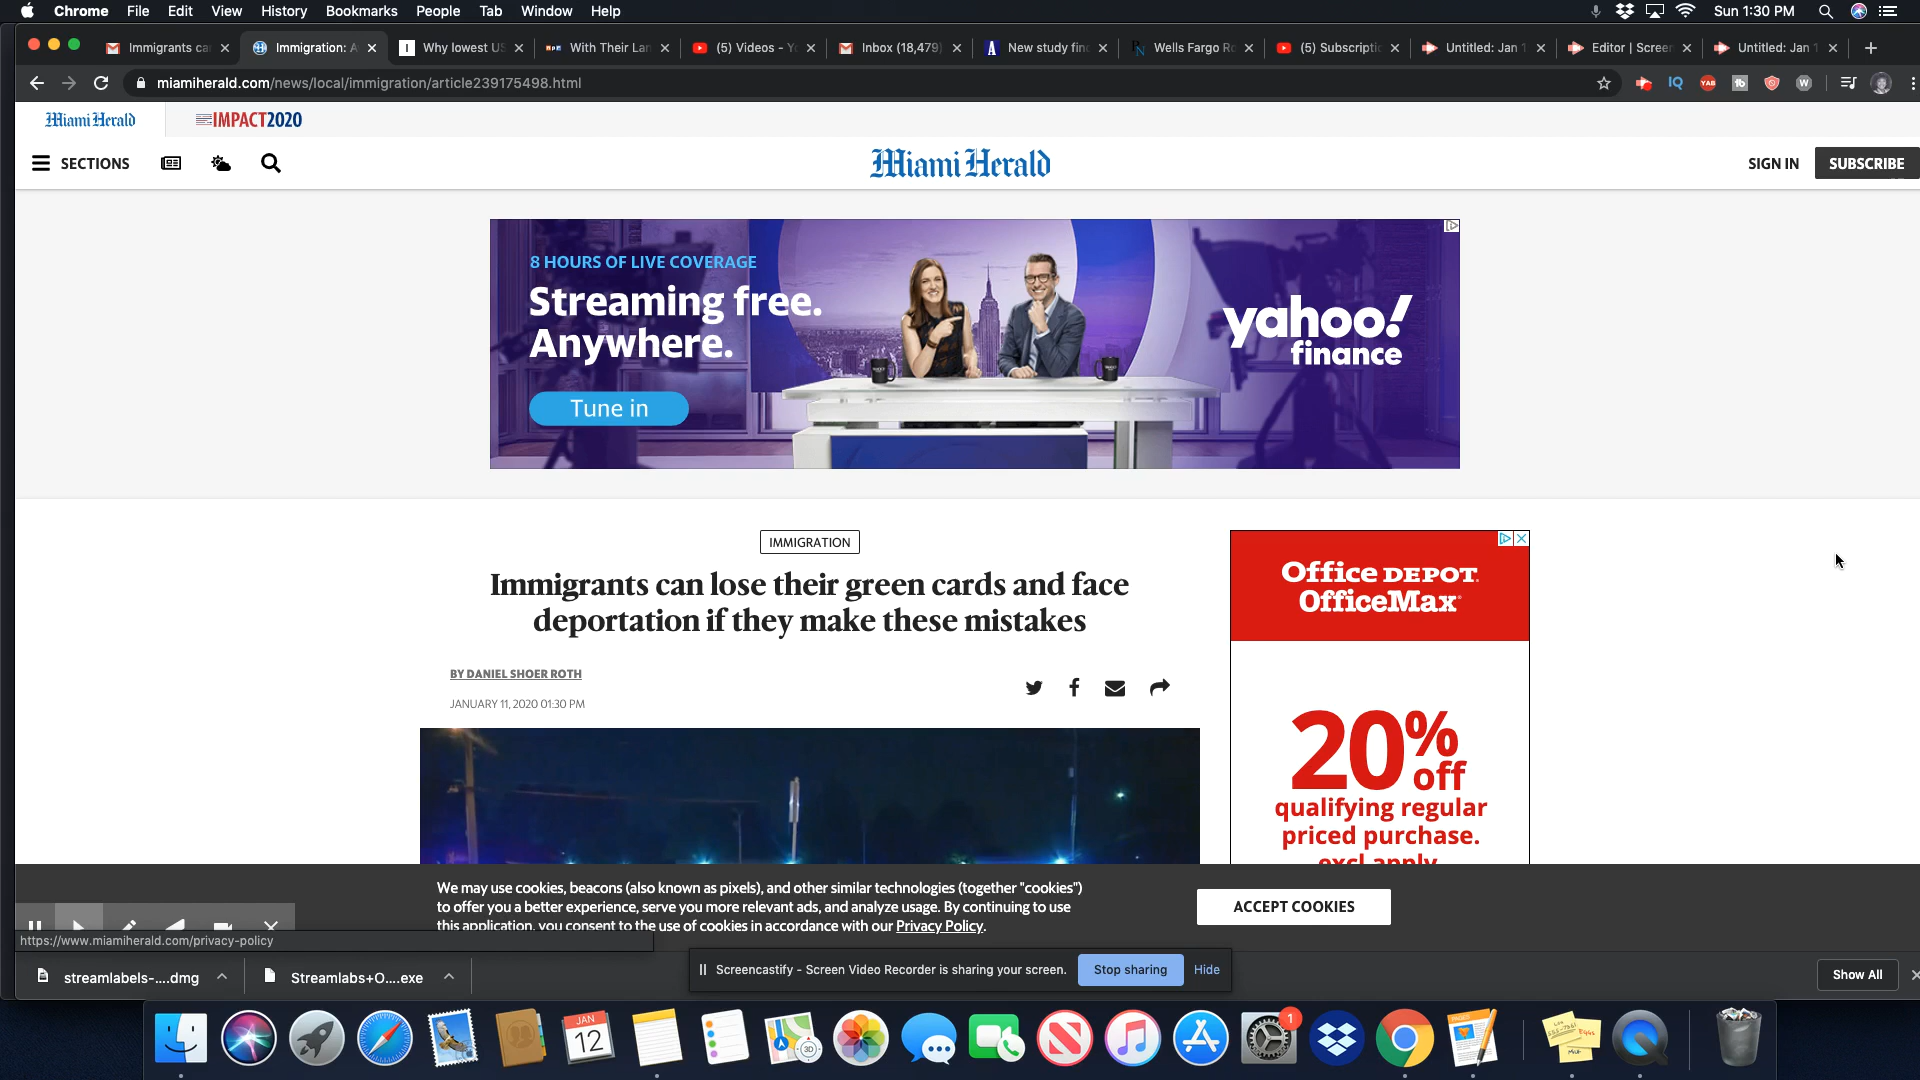 Chrome File Edit View History Bookmarks People Tab Window Help Sun 1:30 PM
Immigrants ca Immigration: A Why lowest US With Their Lan (5) Videos - Yo Inbox (18,479) New study fin Wells Fargo Ro (5) Subscriptio Untitled: Jan 1 Editor | Screen Untitled: Jan 1
miamiherald.com/news/local/immigration/article239175498.html
Miami Herald IMPACT2020
SECTIONS Miami Herald SIGN IN SUBSCRIBE
8 HOURS OF LIVE COVERAGE
Streaming free.
Anywhere.
Tune in
yahoo!
finance
IMMIGRATION
Immigrants can lose their green cards and face
deportation if they make these mistakes
BY DANIEL SHOER ROTH
JANUARY 11, 2020 01:30 PM
Office DEPOT
OfficeMax
20%
off
qualifying regular
priced purchase.
excl apply
We may use cookies, beacons (also known as pixels), and other similar technologies (together "cookies")
to offer you a better experience, serve you more relevant ads, and analyze usage. By continuing to use
this application, you consent to the use of cookies in accordance with our Privacy Policy.
ACCEPT COOKIES
https://www.miamiherald.com/privacy-policy
Screencastify - Screen Video Recorder is sharing your screen. Stop sharing Hide
streamlabels-....dmg Streamlabs+O....exe Show All
JAN
12
3D
1